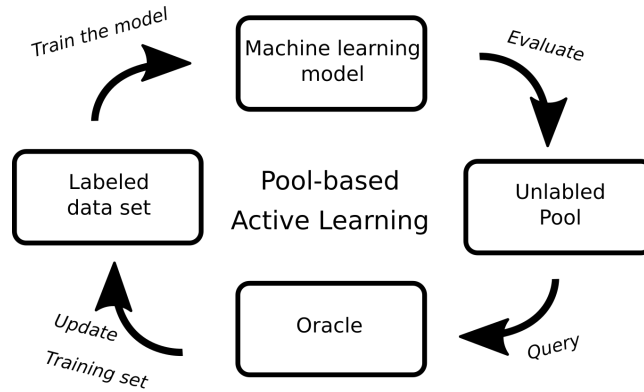 Train the model
Machine learning
model
Evaluate
Labeled
data set
Pool-based
Active Learning
Unlabled
Pool
Oracle
Update
Training set
Query